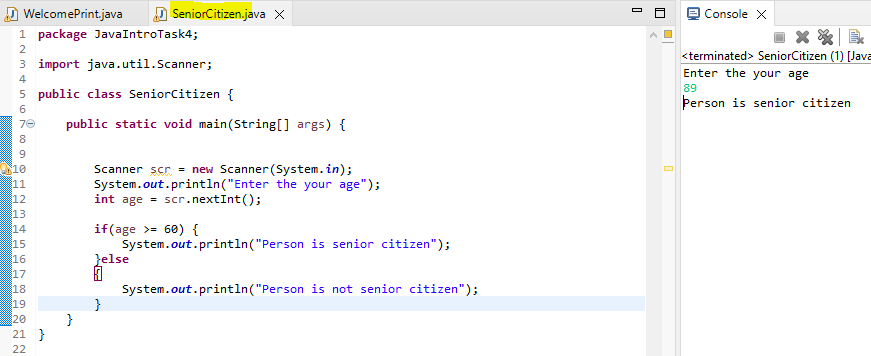 WelcomePrint.java
SeniorCitizen.java
1 package JavaIntroTask4;
2
3 import java.util.Scanner;
4
5 public class SeniorCitizen {
6
7 public static void main(String[] args) {
8
9
10 Scanner scr = new Scanner(System.in);
11 System.out.println("Enter the your age");
12 int age = scr.nextInt();
13
14 if(age >= 60) {
15 System.out.println("Person is senior citizen");
16 }else
17 {
18 System.out.println("Person is not senior citizen");
19 }
20 }
21 }
22
Console
<terminated> SeniorCitizen (1) [Java
Enter the your age
89
Person is senior citizen